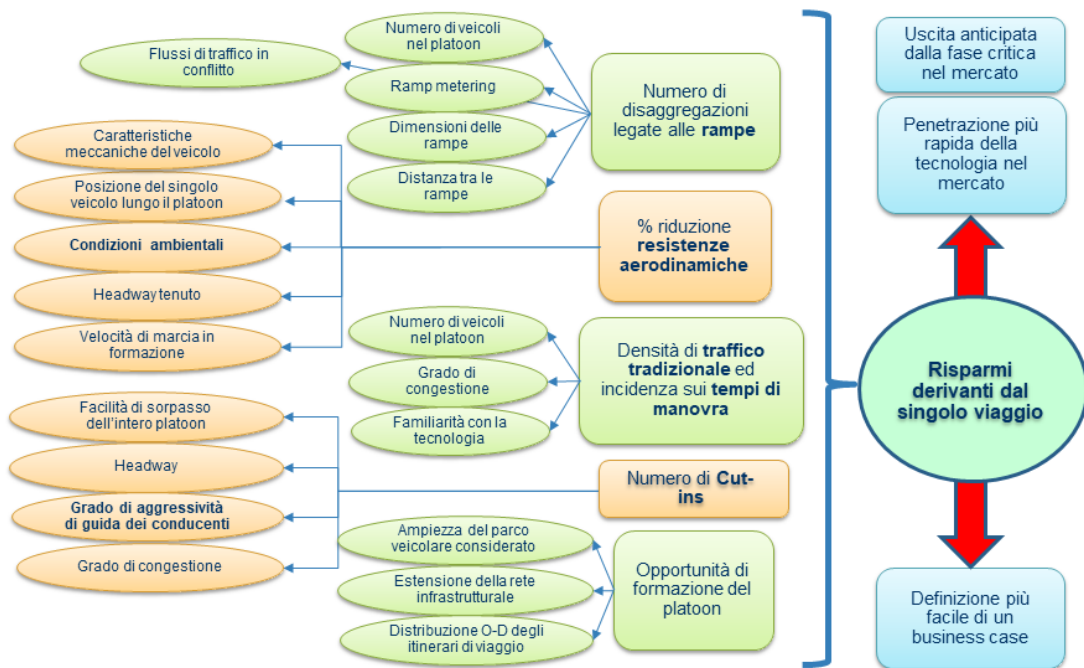 Flussi di traffico in
conflitto
Numero di veicoli
nel platoon
Ramp metering
Dimensioni delle
rampe
Distanza tra le
rampe
Numero di
disaggregazioni
legate alle rampe
Caratteristiche
meccaniche del veicolo
Posizione del singolo
veicolo lungo il platoon
Condizioni ambientali
Headway tenuto
Velocità di marcia in
formazione
% riduzione
resistenze
aerodinamiche
Numero di veicoli
nel platoon
Grado di
congestione
Familiarità con la
tecnologia
Densità di traffico
tradizionale ed
incidenza sui tempi di
manovra
Facilità di sorpasso
dell'intero platoon
Headway
Grado di aggressività
di guida dei conducenti
Grado di congestione
Numero di Cut-
ins
Ampiezza del parco
veicolare considerato
Estensione della rete
infrastrutturale
Distribuzione O-D degli
itinerari di viaggio
Opportunità di
formazione del
platoon
Uscita anticipata
dalla fase critica
nel mercato
Penetrazione più
rapida della
tecnologia nel
mercato
Risparmi
derivanti dal
singolo viaggio
Definizione più
facile di un
business case